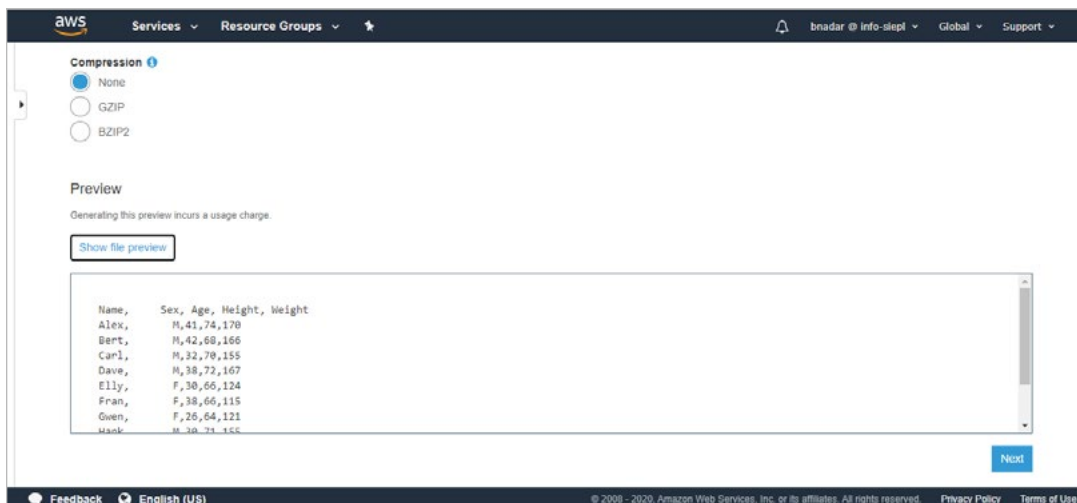 aws Services Resource Groups bnadar @ info-siepl Global Support
Compression
None
GZIP
BZIP2
Preview
Generating this preview incurs a usage charge.
Show file preview
Name, Sex, Age, Height, Weight
Alex, M,41,74,170
Bert, M,42,68,166
Carl, M,32,70,155
Dave, M,38,72,167
Elly, F,30,66,124
Fran, F,38,66,115
Gwen, F,26,64,121
Hank M,30,71,155
Next
Feedback English (US) © 2008 - 2020, Amazon Web Services, Inc. or its affiliates. All rights reserved. Privacy Policy Terms of Use